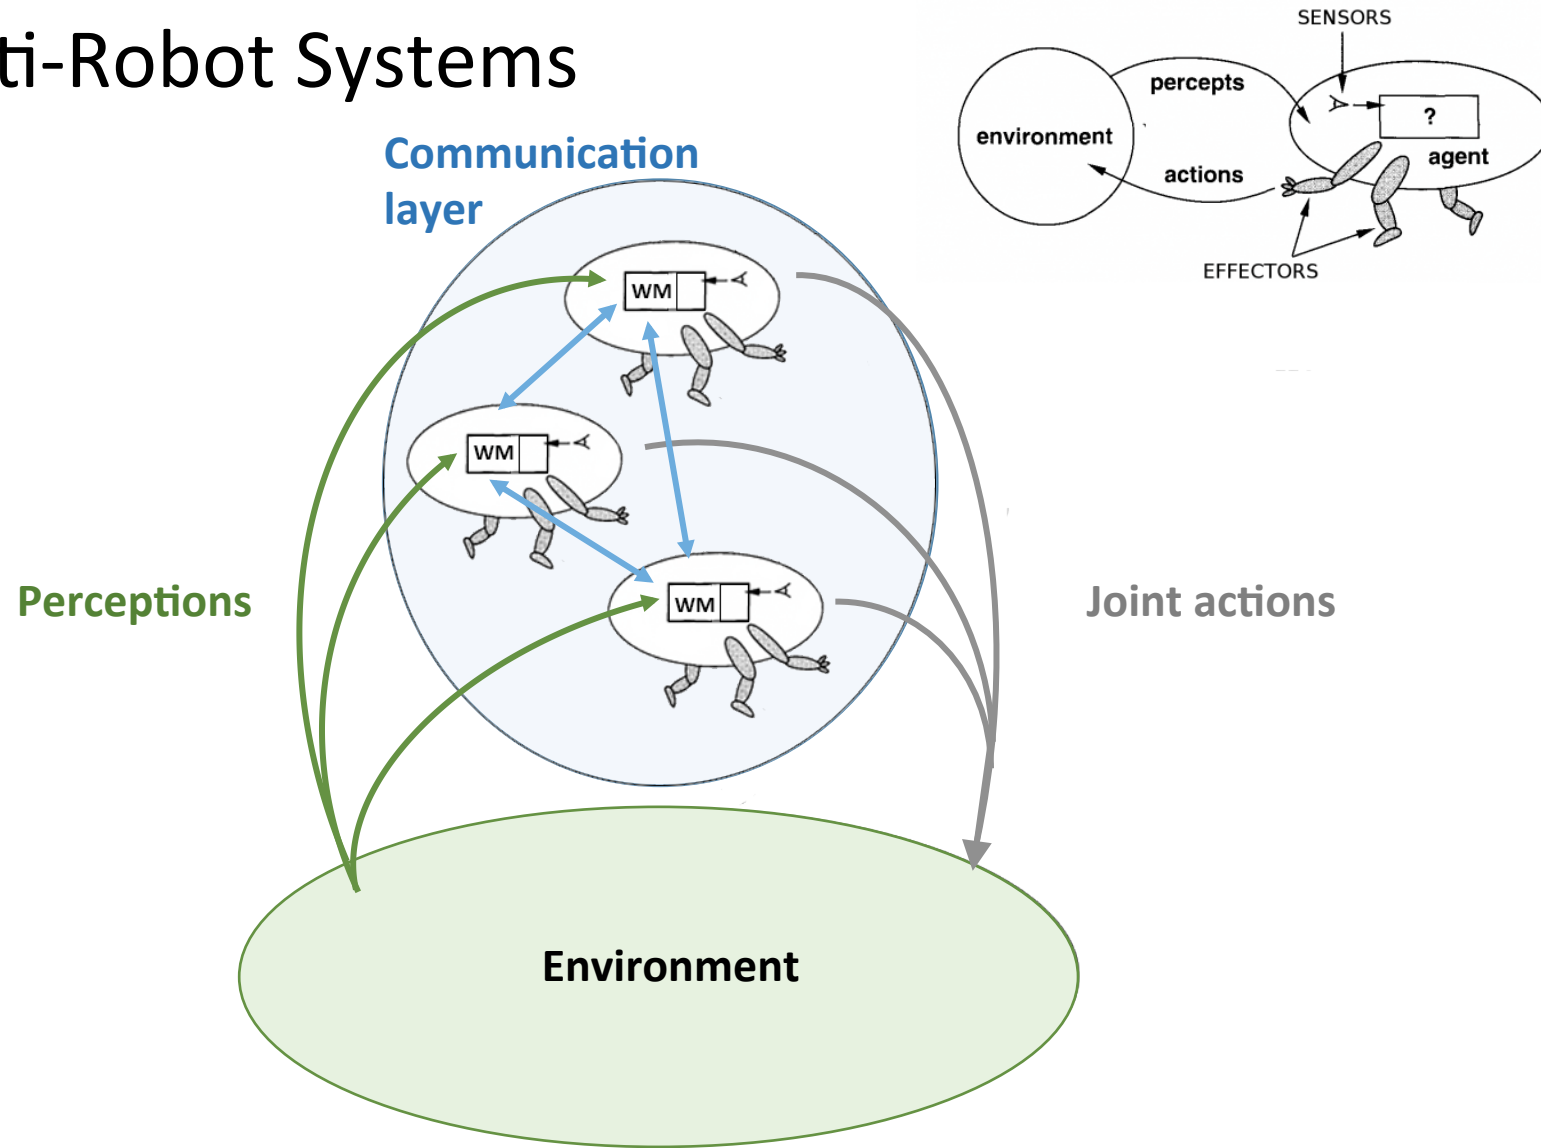 ti-Robot Systems
SENSORS
percepts
environment
?
agent
actions
EFFECTORS
Communication
layer
WM
WM
WM
Perceptions
Joint actions
Environment